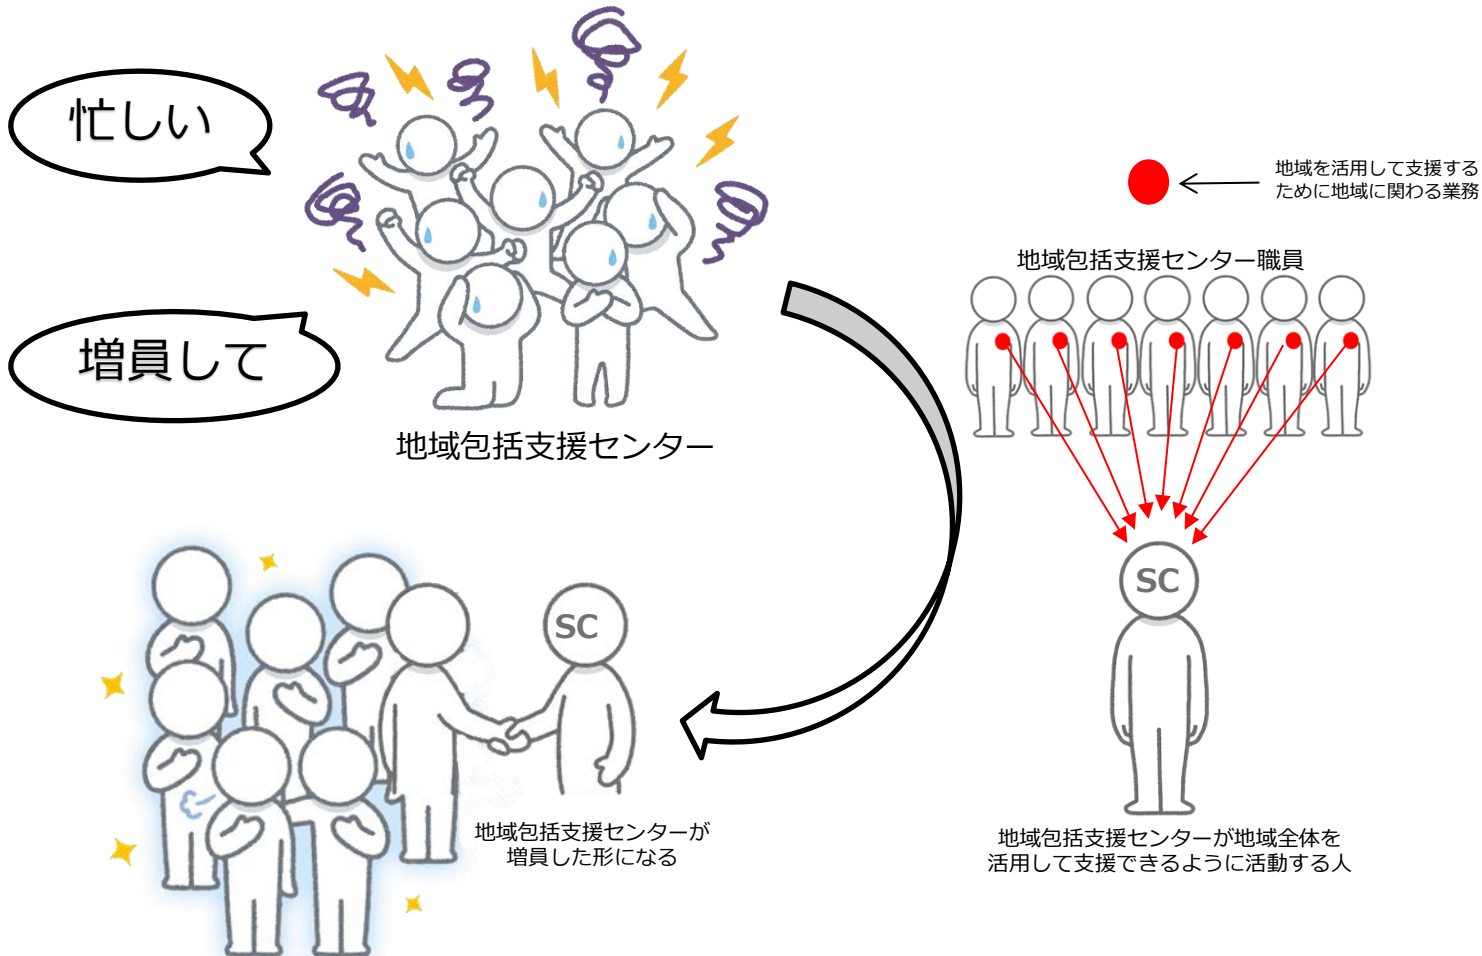 忙しい
増員して
地域包括支援センター
地域を活用して支援する
ために地域に関わる業務
地域包括支援センター職員
SC
地域包括支援センターが地域全体を
活用して支援できるように活動する人
SC
地域包括支援センターが
増員した形になる